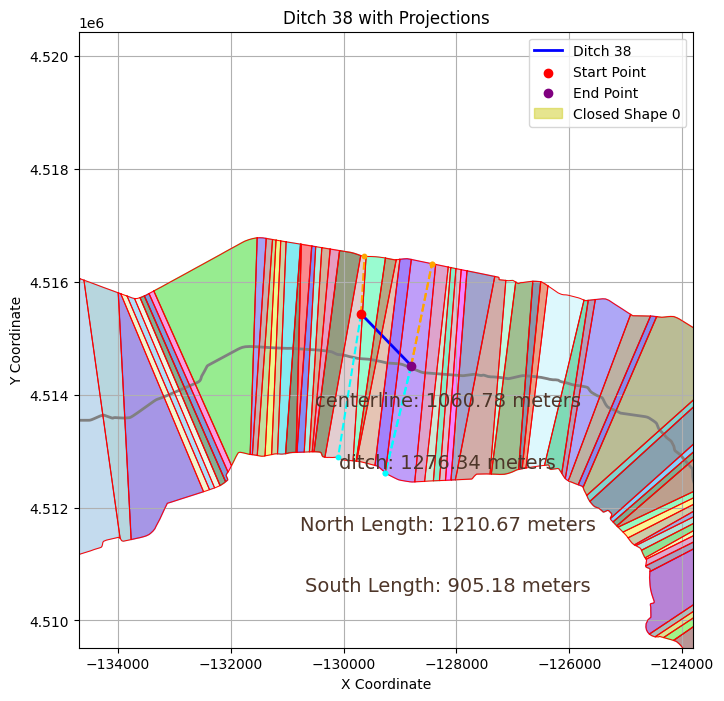 Ditch 38 with Projections
1e6
Ditch 38
Start Point
End Point
Closed Shape 0
4.520
4.518
4.516
4.514
4.512
4.510
Y Coordinate
centerline: 1060.78 meters
ditch: 1276.34 meters
North Length: 1210.67 meters
South Length: 905.18 meters
−134000 −132000 −130000 −128000 −126000 −124000
X Coordinate